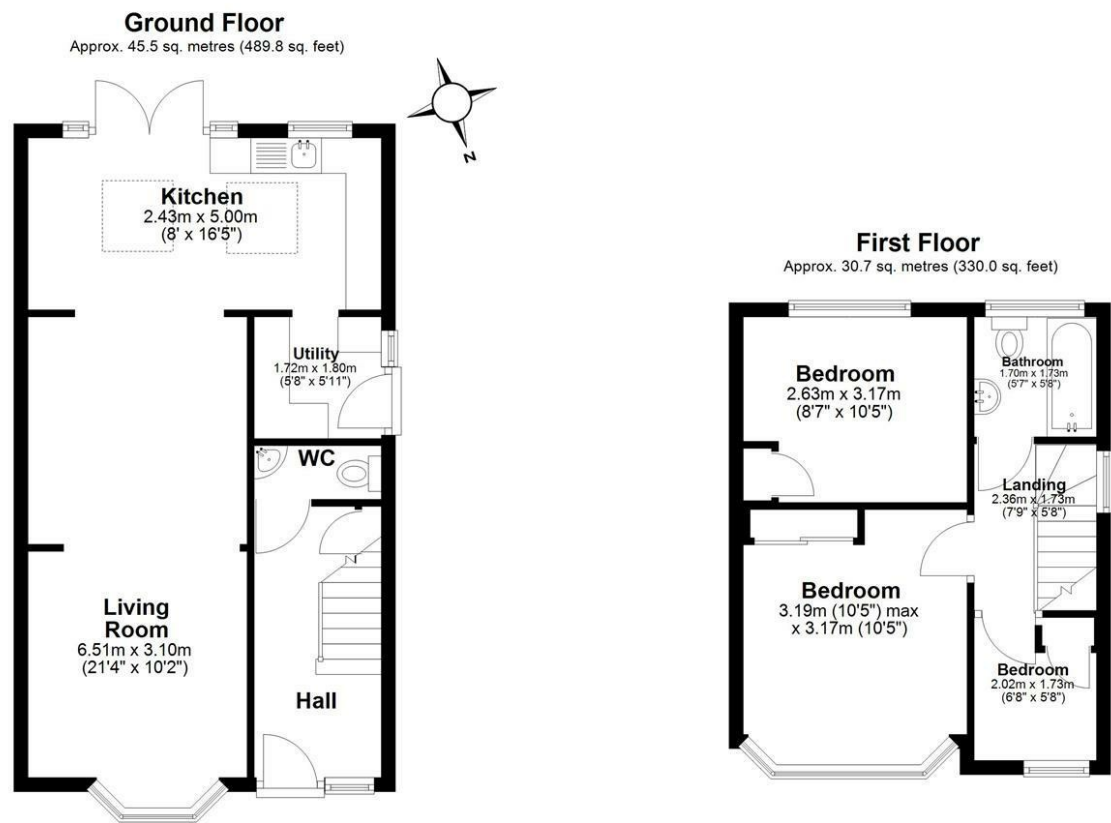 Ground Floor
Approx. 45.5 sq. metres (489.8 sq. feet)
N
Kitchen
2.43m x 5.00m
(8' x 16'5")
Utility
1.72m x 1.80m
(5'8" x 5'11")
WC
Living
Room
6.51m x 3.10m
(21'4" x 10'2")
Hall
First Floor
Approx. 30.7 sq. metres (330.0 sq. feet)
Bedroom
2.63m x 3.17m
(8'7" x 10'5")
Bathroom
1.70m x 1.73m
(5'7" x 5'8")
Landing
2.36m x 1.73m
(7'9" x 5'8")
Bedroom
3.19m (10'5") max
x 3.17m (10'5")
Bedroom
2.02m x 1.73m
(6'8" x 5'8")